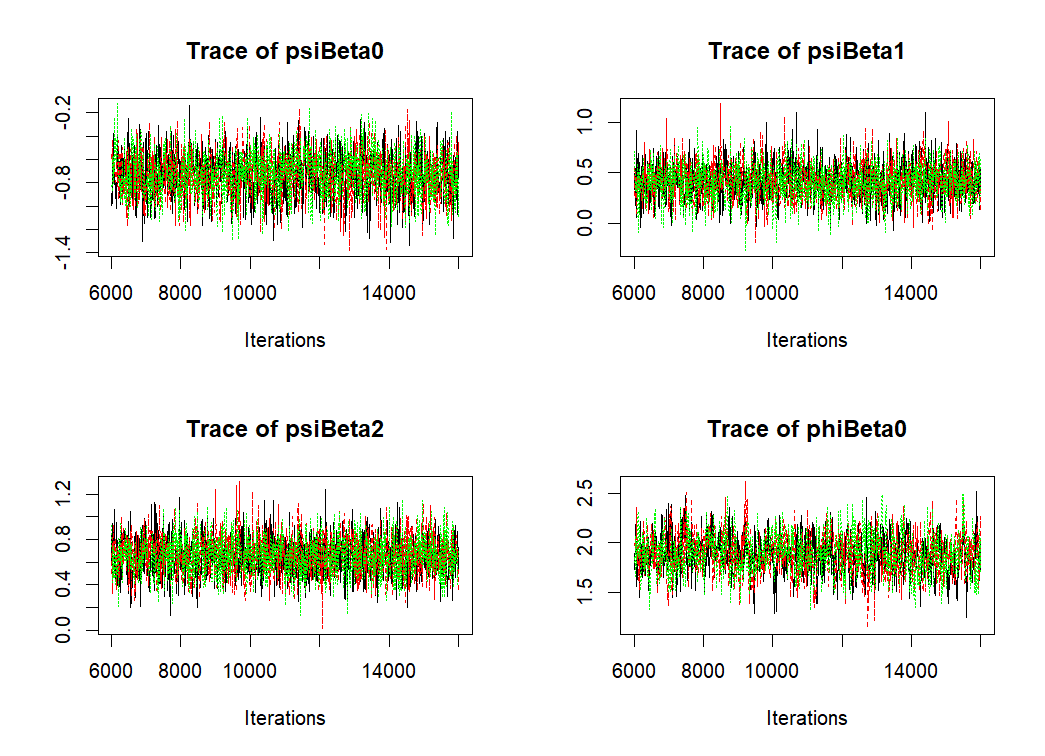 Trace of psiBeta0
-0.2
-0.8
-1.4
6000 8000 10000 14000
Iterations
Trace of psiBeta1
1.0
0.5
0.0
6000 8000 10000 14000
Iterations
Trace of psiBeta2
1.2
0.8
0.4
0.0
6000 8000 10000 14000
Iterations
Trace of phiBeta0
2.5
2.0
1.5
6000 8000 10000 14000
Iterations